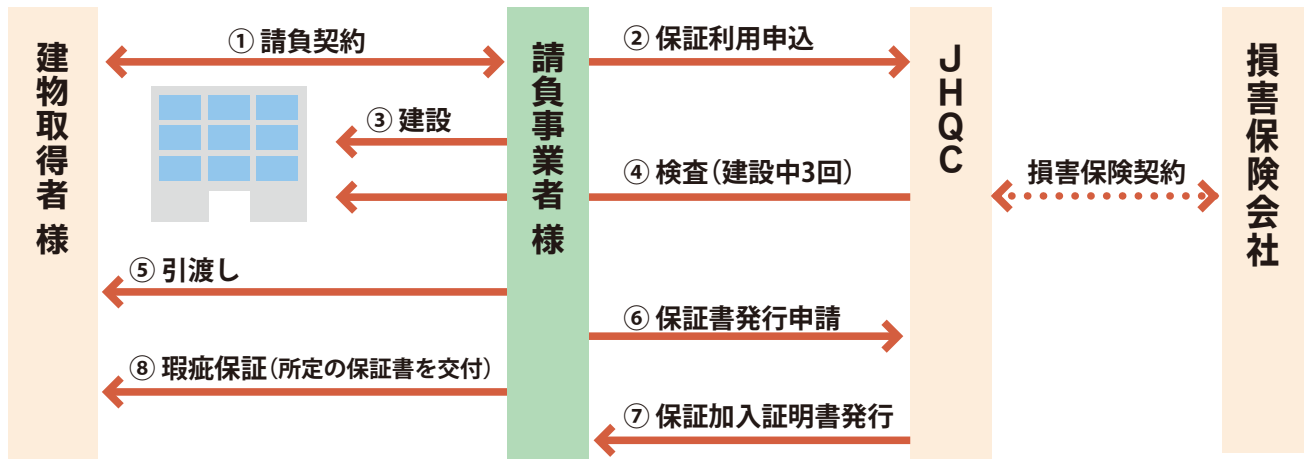 建物取得者 様
① 請負契約
③ 建設
⑤ 引渡し
⑧ 瑕疵保証(所定の保証書を交付)
請負事業者 様
② 保証利用申込
④ 検査(建設中3回)
⑥ 保証書発行申請
⑦ 保証加入証明書発行
JHQC
損害保険契約
損害保険会社